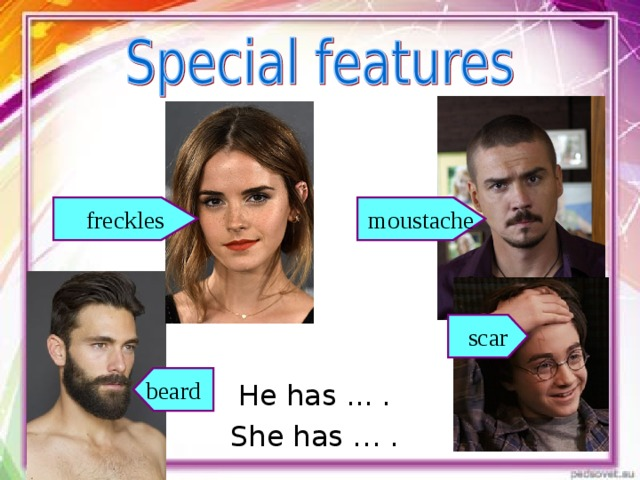 Special features
freckles
moustache
scar
beard
He has ... .
She has ... .
pedsovet.su